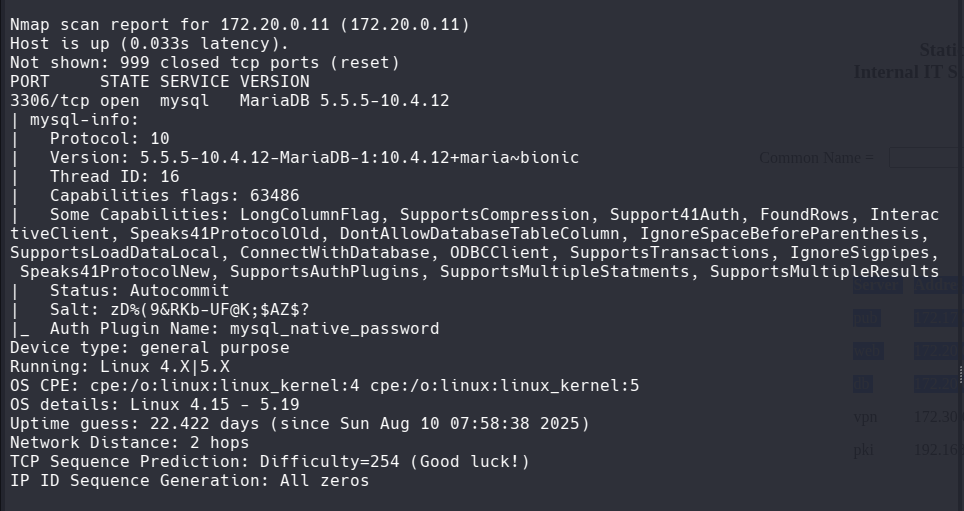 Nmap scan report for 172.20.0.11 (172.20.0.11)
Host is up (0.033s latency).
Not shown: 999 closed tcp ports (reset)
PORT     STATE SERVICE VERSION
3306/tcp open  mysql   MariaDB 5.5.5-10.4.12
| mysql-info:
|   Protocol: 10
|   Version: 5.5.5-10.4.12-MariaDB-1:10.4.12+maria~bionic
|   Thread ID: 16
|   Capabilities flags: 63486
|   Some Capabilities: LongColumnFlag, SupportsCompression, Support41Auth, FoundRows, Interac
tiveClient, Speaks41ProtocolOld, DontAllowDatabaseTableColumn, IgnoreSpaceBeforeParenthesis,
SupportsLoadDataLocal, ConnectWithDatabase, ODBCClient, SupportsTransactions, IgnoreSigpipes,
 Speaks41ProtocolNew, SupportsAuthPlugins, SupportsMultipleStatments, SupportsMultipleResults
|   Status: Autocommit
|   Salt: zD%(9&RKb-UF@K;$AZ$?
|_  Auth Plugin Name: mysql_native_password
Device type: general purpose
Running: Linux 4.X|5.X
OS CPE: cpe:/o:linux:linux_kernel:4 cpe:/o:linux:linux_kernel:5
OS details: Linux 4.15 - 5.19
Uptime guess: 22.422 days (since Sun Aug 10 07:58:38 2025)
Network Distance: 2 hops
TCP Sequence Prediction: Difficulty=254 (Good luck!)
IP ID Sequence Generation: All zeros
Stati
Internal IT S
Common Name =
Server Addre
vpn 172.30
pki 192.16